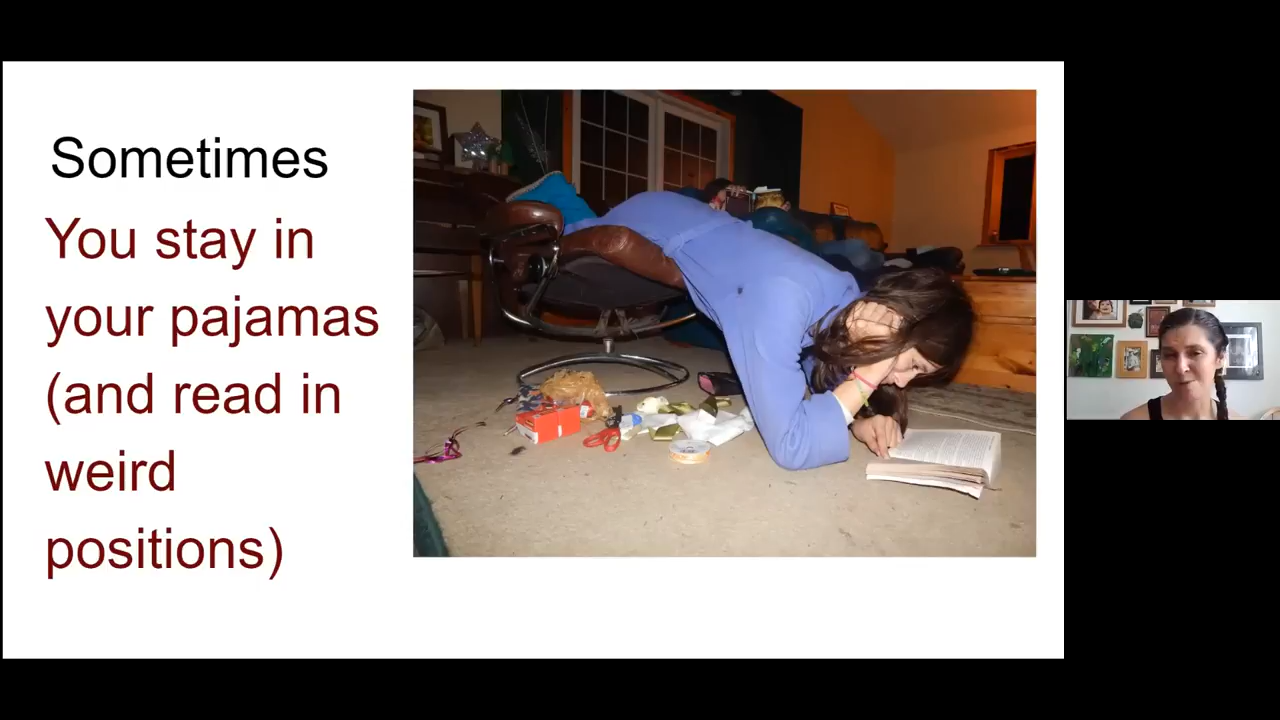 Sometimes
You stay in
your pajamas
(and read in
weird
positions)